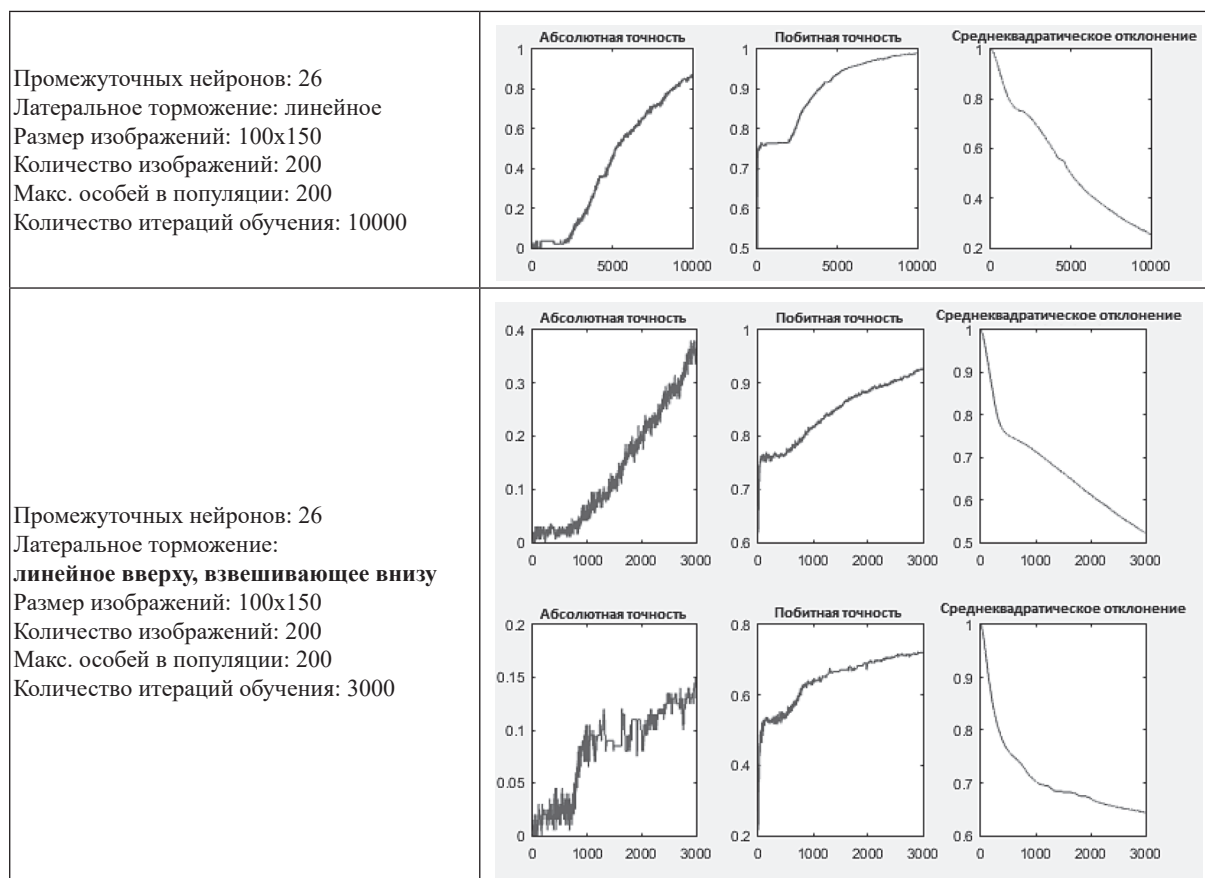 Промежуточных нейронов: 26
Латеральное торможение: линейное
Размер изображений: 100x150
Количество изображений: 200
Макс. особей в популяции: 200
Количество итераций обучения: 10000
Абсолютная точность
1
0.8
0.6
0.4
0.2
0
0 5000 10000
Побитная точность
1
0.9
0.8
0.7
0.6
0.5
0 5000 10000
Среднеквадратическое отклонение
1
0.8
0.6
0.4
0.2
0 5000 10000
Промежуточных нейронов: 26
Латеральное торможение:
линейное вверху, взвешивающее внизу
Размер изображений: 100x150
Количество изображений: 200
Макс. особей в популяции: 200
Количество итераций обучения: 3000
Абсолютная точность
0.4
0.3
0.2
0.1
0
0 1000 2000 3000
Побитная точность
1
0.9
0.8
0.7
0.6
0 1000 2000 3000
Среднеквадратическое отклонение
1
0.9
0.8
0.7
0.6
0.5
0 1000 2000 3000
Абсолютная точность
0.2
0.15
0.1
0.05
0
0 1000 2000 3000
Побитная точность
0.8
0.6
0.4
0.2
0 1000 2000 3000
Среднеквадратическое отклонение
1
0.9
0.8
0.7
0.6
0 1000 2000 3000